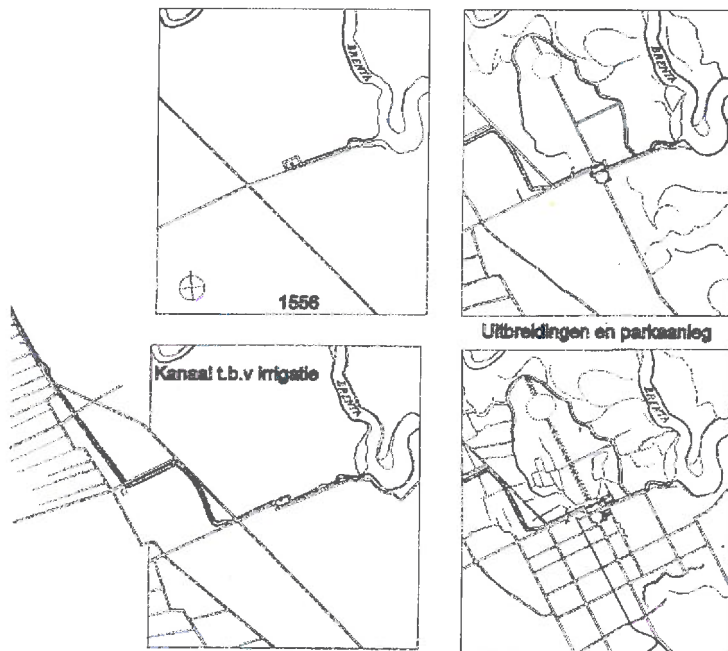 BRENTA
1556
BRENTA
Uitbreidingen en parkaanleg
Kanaal t.b.v irrigatie
BRENTA
BRENTA